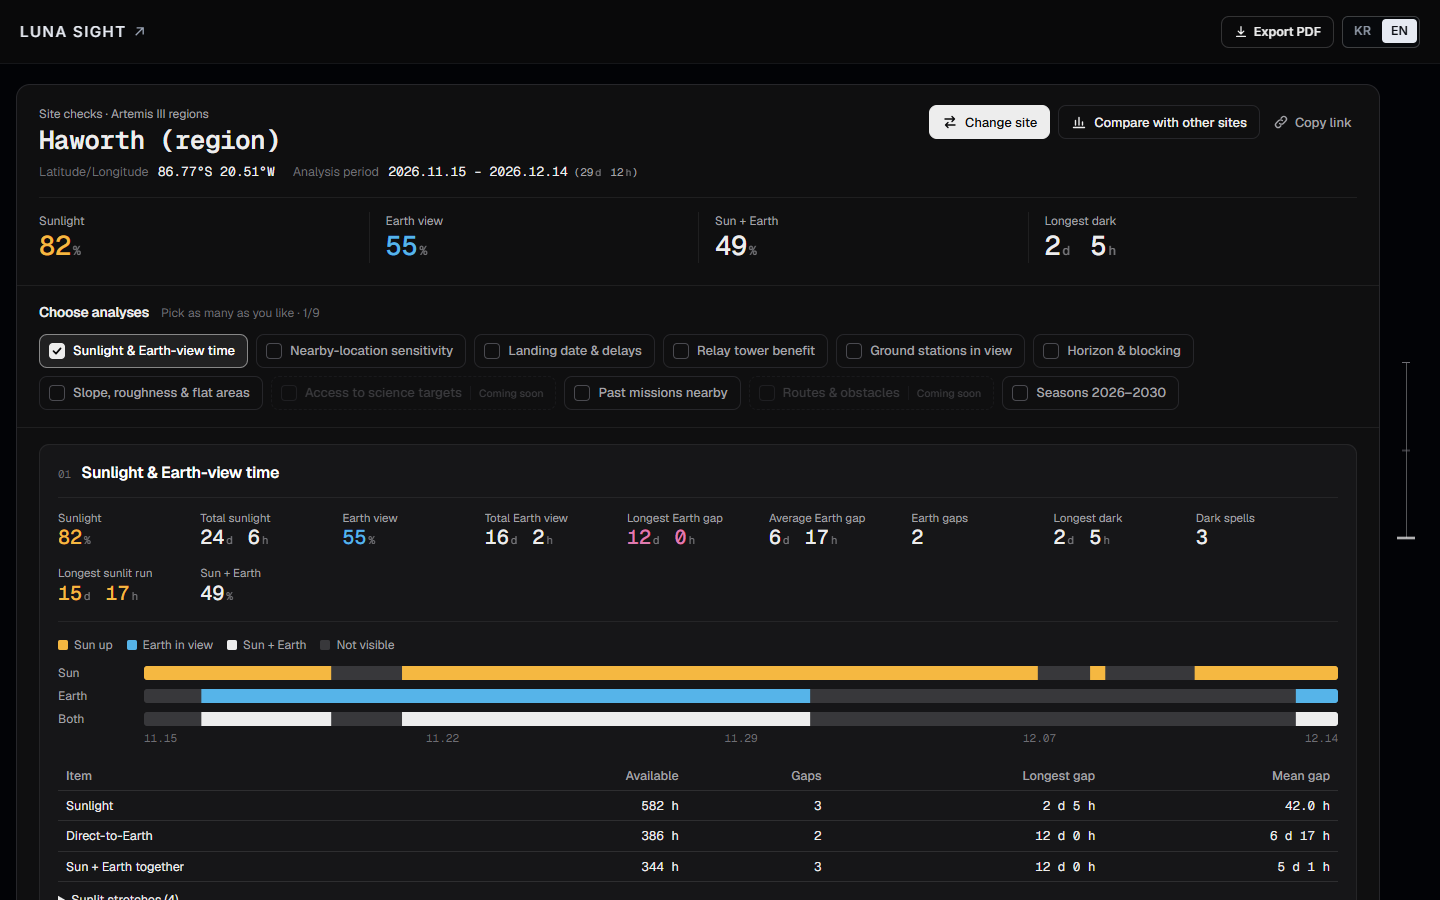 LUNA SIGHT ↗
Export PDF
KR EN
Site checks · Artemis III regions
Haworth (region)
Latitude/Longitude 86.77°S 20.51°W Analysis period 2026.11.15 – 2026.12.14 (29d 12h)
Change site
Compare with other sites
Copy link
Sunlight Earth view Sun + Earth Longest dark
82% 55% 49% 2d 5h
Choose analyses Pick as many as you like · 1/9
Sunlight & Earth-view time Nearby-location sensitivity Landing date & delays Relay tower benefit Ground stations in view Horizon & blocking
Slope, roughness & flat areas Access to science targets Coming soon Past missions nearby Routes & obstacles Coming soon Seasons 2026–2030
01 Sunlight & Earth-view time
Sunlight Total sunlight Earth view Total Earth view Longest Earth gap Average Earth gap Earth gaps Longest dark Dark spells
82% 24d 6h 55% 16d 2h 12d 0h 6d 17h 2 2d 5h 3
Longest sunlit run Sun + Earth
15d 17h 49%
Sun up Earth in view Sun + Earth Not visible
Sun
Earth
Both
11.15 11.22 11.29 12.07 12.14
Item Available Gaps Longest gap Mean gap
Sunlight 582 h 3 2 d 5 h 42.0 h
Direct-to-Earth 386 h 2 12 d 0 h 6 d 17 h
Sun + Earth together 344 h 3 12 d 0 h 5 d 1 h
Sunlit stretches (4)